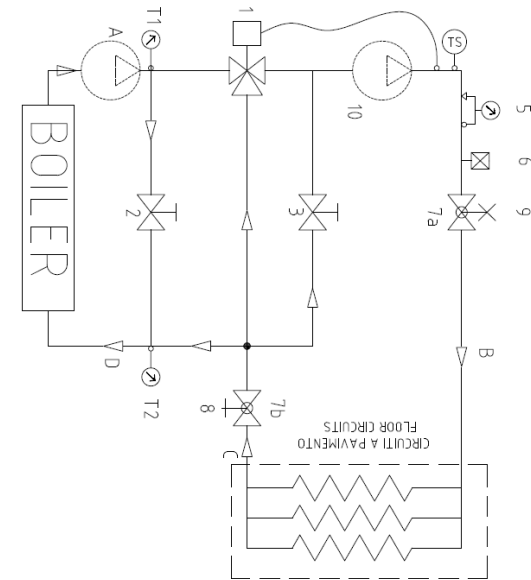 T1
1
TS
A
10
5
6
9
BOILER
2
3
7a
B
D
T2
7b
8
C
CIRCUITI A PAVIMENTO
FLOOR CIRCUITS